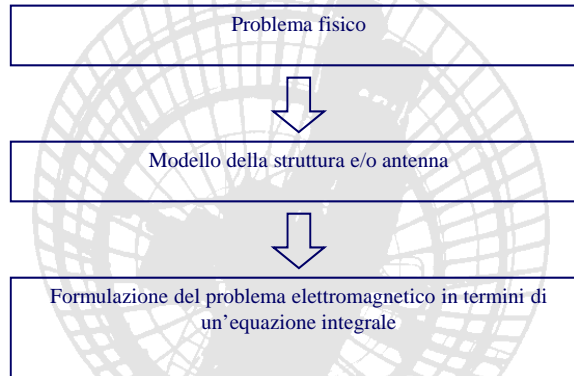 Problema fisico
Modello della struttura e/o antenna
Formulazione del problema elettromagnetico in termini di
un’equazione integrale